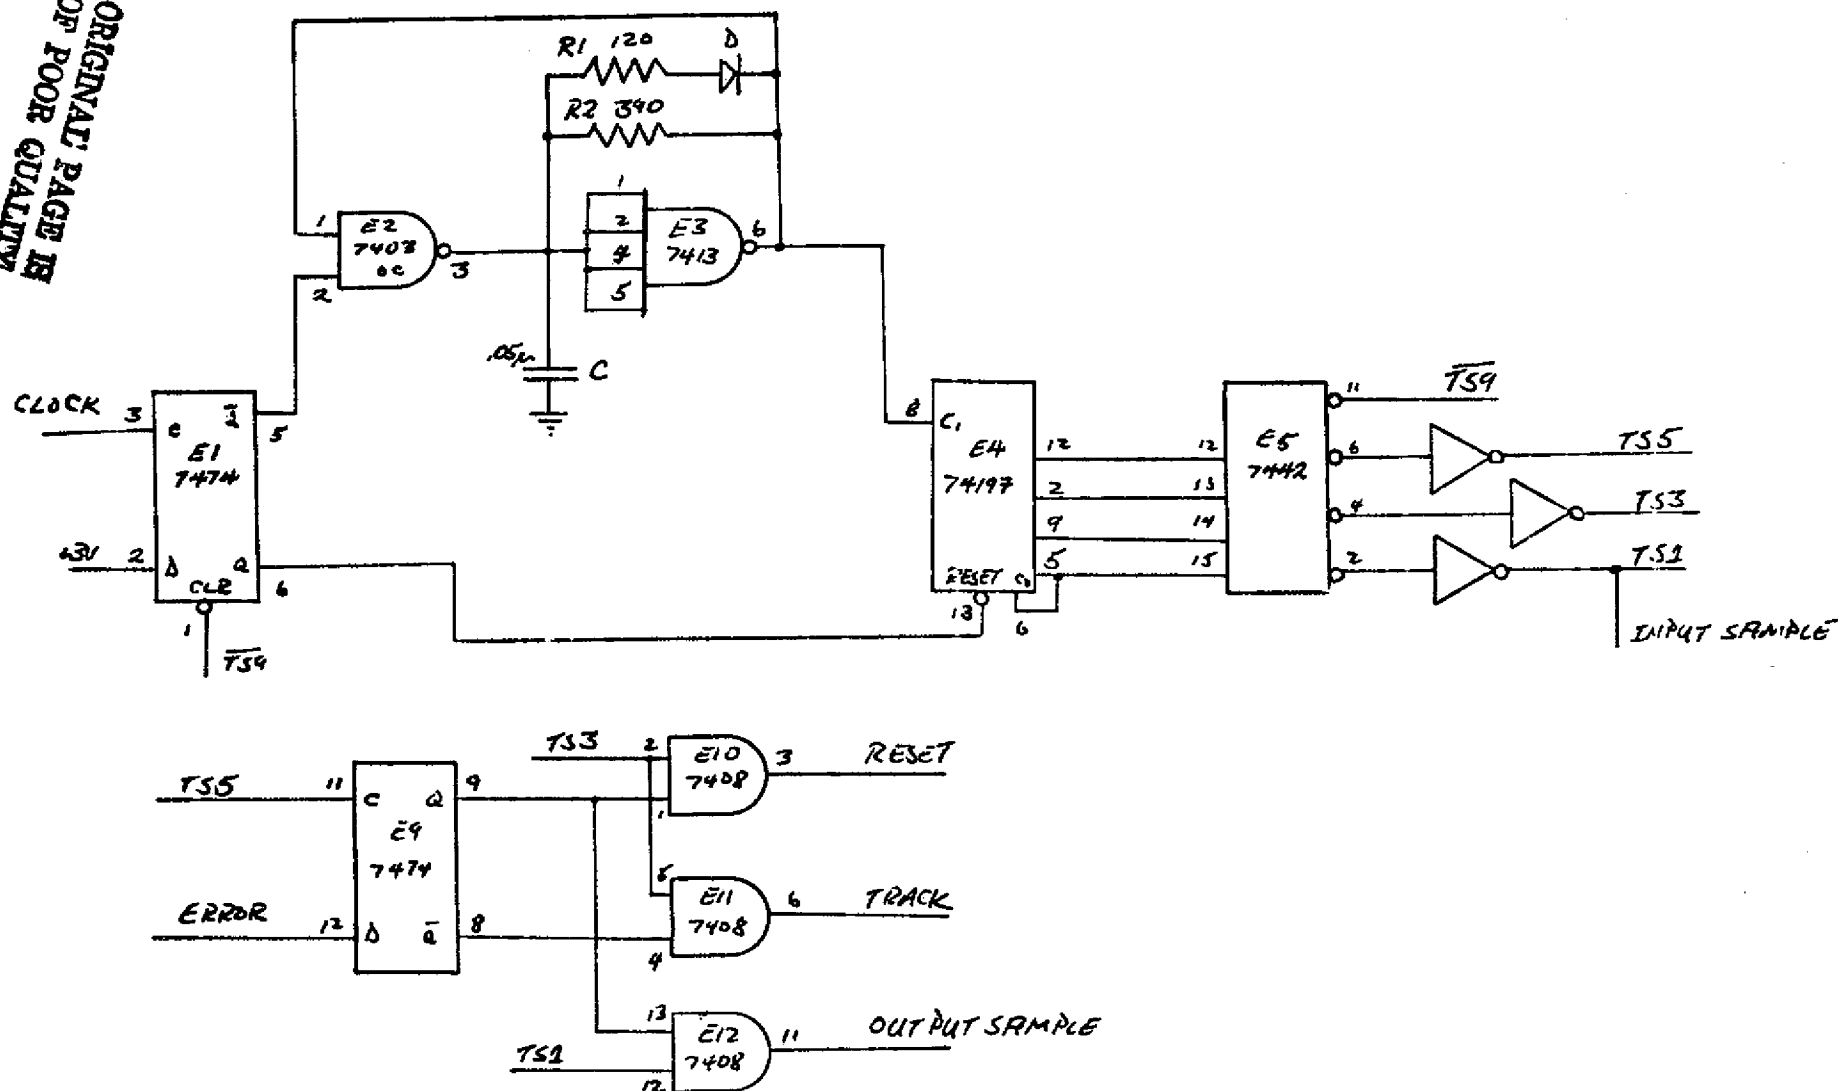 ORIGINAL PAGE IS
OF POOR QUALITY
R1 120
D
R2 390
1
2
4
5
E3
7413
6
1
E2
7403
OC
3
2
.05μ
C
CLOCK
3
C
Q̅
5
E1
7474
+3V
2
D
Q
6
CLR
1
T̅S̅9̅
8
C1
E4
74197
12
2
9
5
RESET
13
6
12
13
14
15
E5
7442
11
T̅S̅9̅
6
TS5
4
TS3
2
TS1
INPUT SAMPLE
TS3
2
E10
7408
3
RESET
1
TS5
11
C
Q
9
E9
7474
ERROR
12
D
Q̅
8
5
E11
7408
6
TRACK
4
13
E12
7408
11
OUTPUT SAMPLE
TS1
12